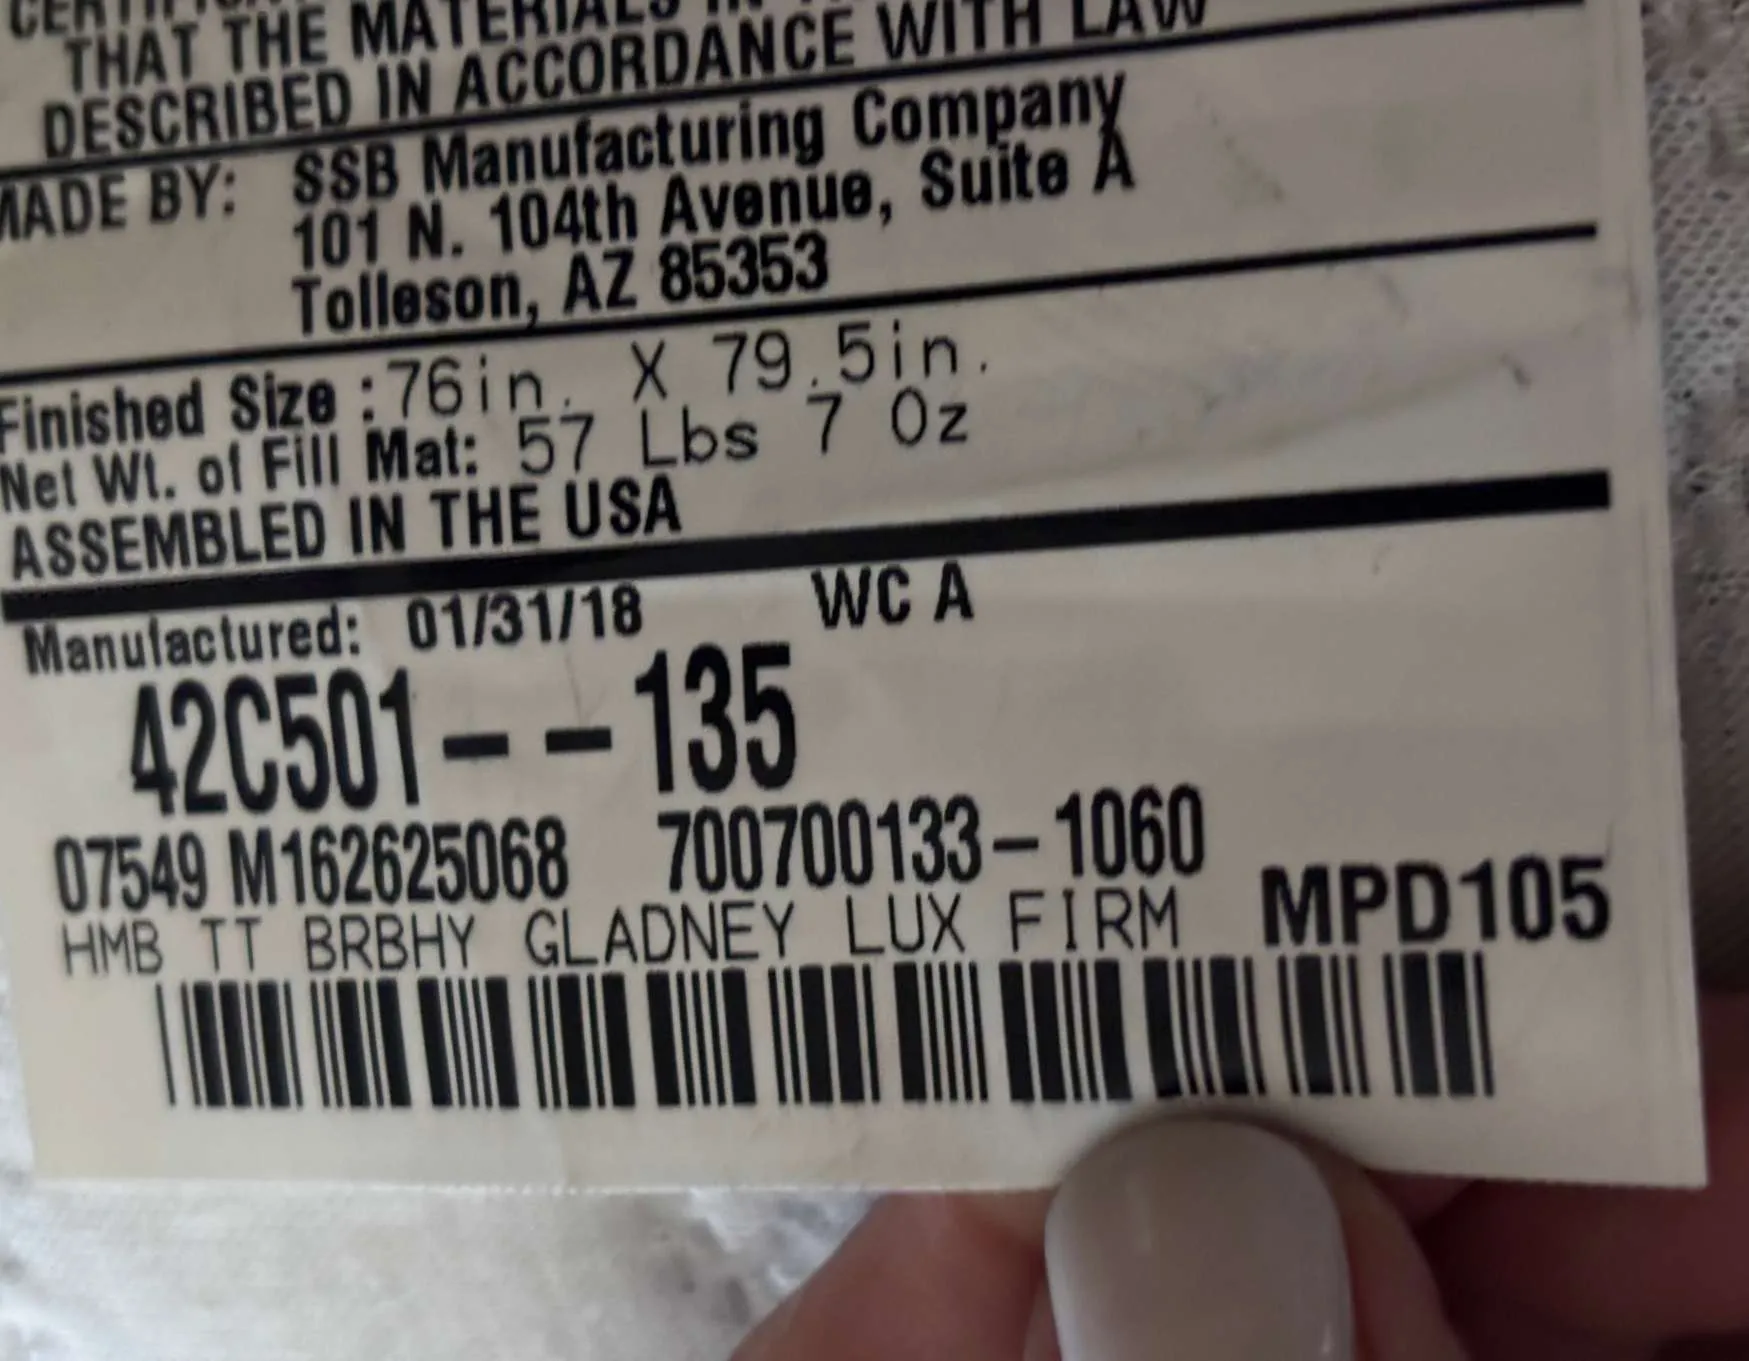 THAT THE MATERIALS IN
DESCRIBED IN ACCORDANCE WITH LAW
MADE BY: SSB Manufacturing Company
101 N. 104th Avenue, Suite A
Tolleson, AZ 85353
Finished Size : 76in. X 79.5in.
Net Wt. of Fill Mat: 57 Lbs 7 Oz
ASSEMBLED IN THE USA
Manufactured: 01/31/18 WC A
42C501--135
07549 M162625068 700700133-1060
HMB TT BRBHY GLADNEY LUX FIRM MPD105